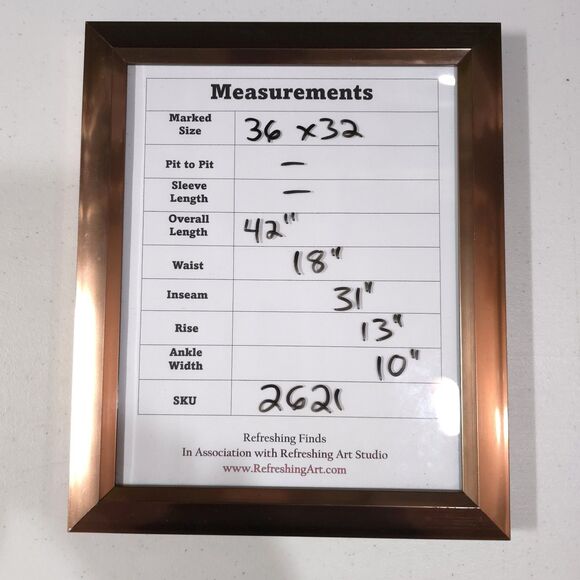 Measurements
Marked Size 36 x32
Pit to Pit —
Sleeve Length —
Overall Length 42"'
Waist 18"
Inseam 31"
Rise 13"
Ankle Width 10"
SKU 2621
Refreshing Finds
In Association with Refreshing Art Studio
www.RefreshingArt.com